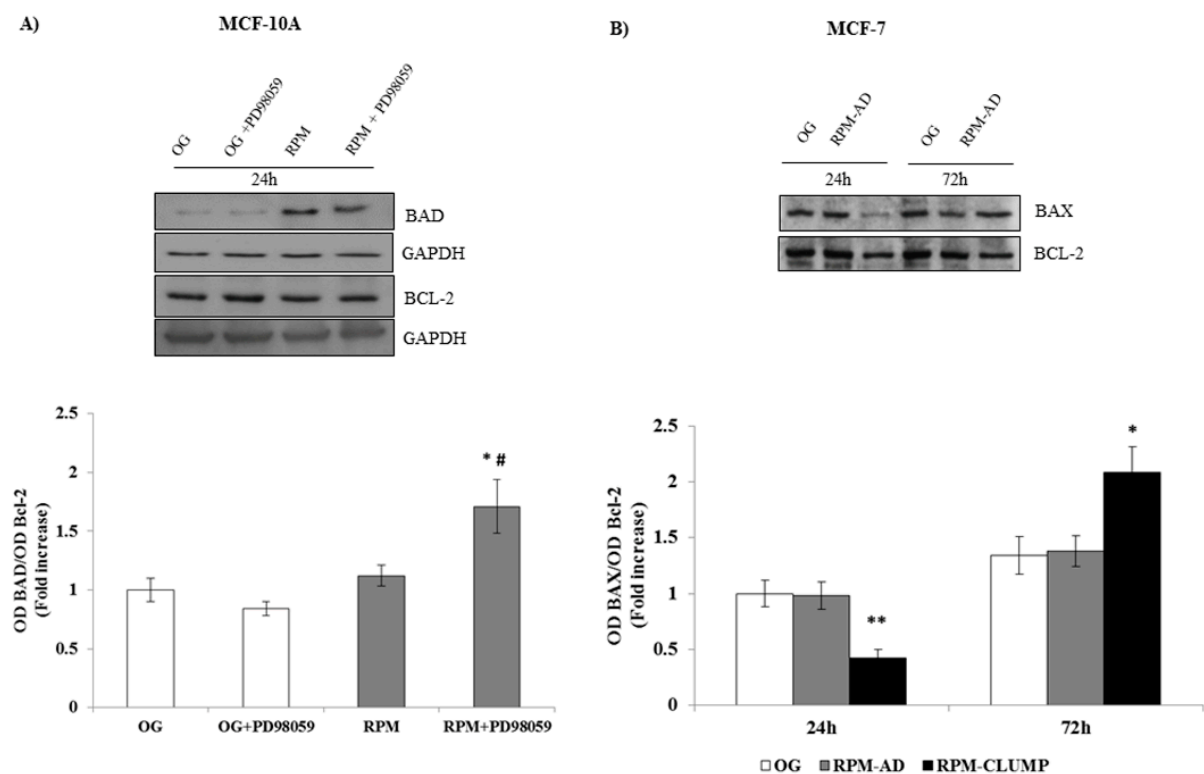 A)
MCF-10A
OG
OG +PD98059
RPM
RPM + PD98059
24h
BAD
GAPDH
BCL-2
GAPDH
OD BAD/OD Bcl-2
(Fold increase)
2.5
2
1.5
1
0.5
0
* #
OG
OG+PD98059
RPM
RPM+PD98059
B)
MCF-7
OG
RPM-AD
OG
RPM-AD
24h
72h
BAX
BCL-2
OD BAX/OD Bcl-2
(Fold increase)
2.5
2
1.5
1
0.5
0
**
*
24h
72h
OG
RPM-AD
RPM-CLUMP